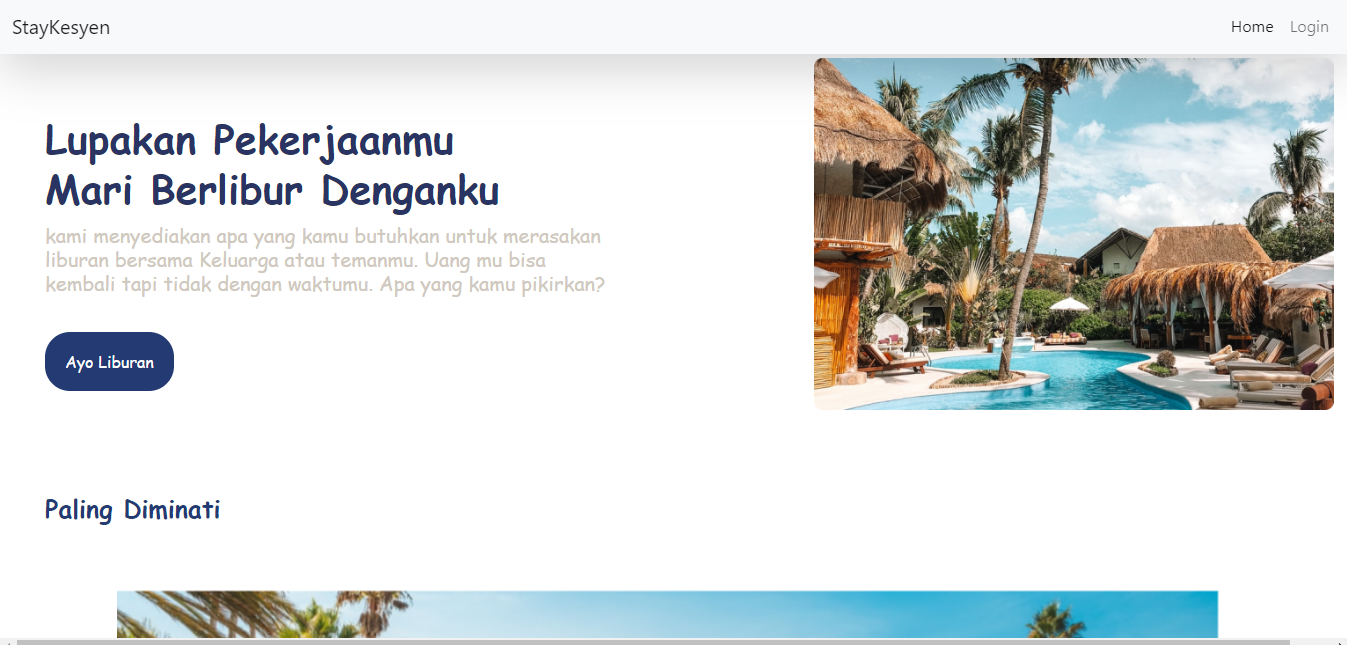 StayKesyen
Home
Login
Lupakan Pekerjaanmu
Mari Berlibur Denganku
kami menyediakan apa yang kamu butuhkan untuk merasakan
liburan bersama Keluarga atau temanmu. Uang mu bisa
kembali tapi tidak dengan waktumu. Apa yang kamu pikirkan?
Ayo Liburan
Paling Diminati